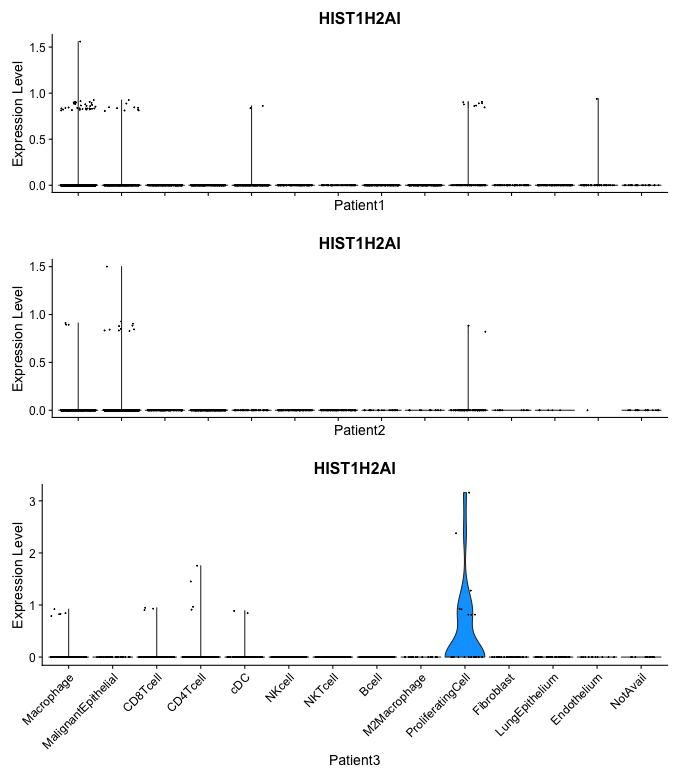 HIST1H2AI
Expression Level
1.5
1.0
0.5
0.0
Patient1
HIST1H2AI
Expression Level
1.5
1.0
0.5
0.0
Patient2
HIST1H2AI
Expression Level
3
2
1
0
Macrophage
MalignantEpithelial
CD8Tcell
CD4Tcell
cDC
NKcell
NKTcell
Bcell
M2Macrophage
ProliferatingCell
Fibroblast
LungEpithelium
Endothelium
NotAvail
Patient3